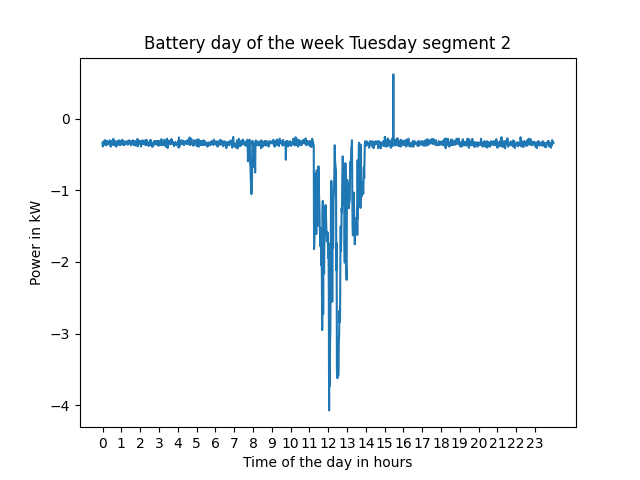 Battery day of the week Tuesday segment 2
Power in kW
0
−1
−2
−3
−4
0 1 2 3 4 5 6 7 8 9 10 11 12 13 14 15 16 17 18 19 20 21 22 23
Time of the day in hours